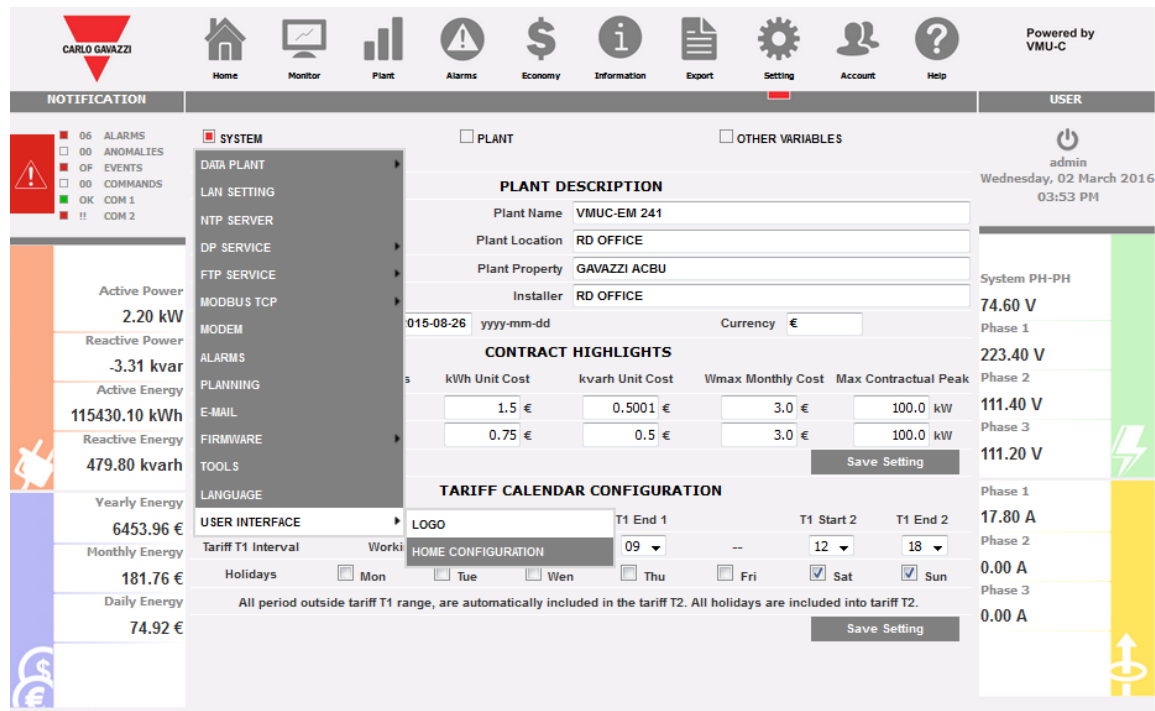 CARLO GAVAZZI
Home Monitor Plant Alarms Economy Information Export Setting Account Help
Powered by
VMU-C
NOTIFICATION
USER
06 ALARMS
00 ANOMALIES
OF EVENTS
00 COMMANDS
OK COM 1
!! COM 2
Active Power
2.20 kW
Reactive Power
-3.31 kvar
Active Energy
115430.10 kWh
Reactive Energy
479.80 kvarh
Yearly Energy
6453.96 €
Monthly Energy
181.76 €
Daily Energy
74.92 €
SYSTEM PLANT OTHER VARIABLES
DATA PLANT
LAN SETTING
NTP SERVER
DP SERVICE
FTP SERVICE
MODBUS TCP
MODEM
ALARMS
PLANNING
E-MAIL
FIRMWARE
TOOLS
LANGUAGE
USER INTERFACE
LOGO
HOME CONFIGURATION
PLANT DESCRIPTION
Plant Name VMUC-EM 241
Plant Location RD OFFICE
Plant Property GAVAZZI ACBU
Installer RD OFFICE
015-08-26 yyyy-mm-dd Currency €
CONTRACT HIGHLIGHTS
s kWh Unit Cost kvarh Unit Cost Wmax Monthly Cost Max Contractual Peak
1.5 € 0.5001 € 3.0 € 100.0 kW
0.75 € 0.5 € 3.0 € 100.0 kW
Save Setting
TARIFF CALENDAR CONFIGURATION
T1 End 1 T1 Start 2 T1 End 2
Tariff T1 Interval Worki 09 -- 12 18
Holidays Mon Tue Wen Thu Fri Sat Sun
All period outside tariff T1 range, are automatically included in the tariff T2. All holidays are included into tariff T2.
Save Setting
admin
Wednesday, 02 March 2016
03:53 PM
System PH-PH
74.60 V
Phase 1
223.40 V
Phase 2
111.40 V
Phase 3
111.20 V
Phase 1
17.80 A
Phase 2
0.00 A
Phase 3
0.00 A